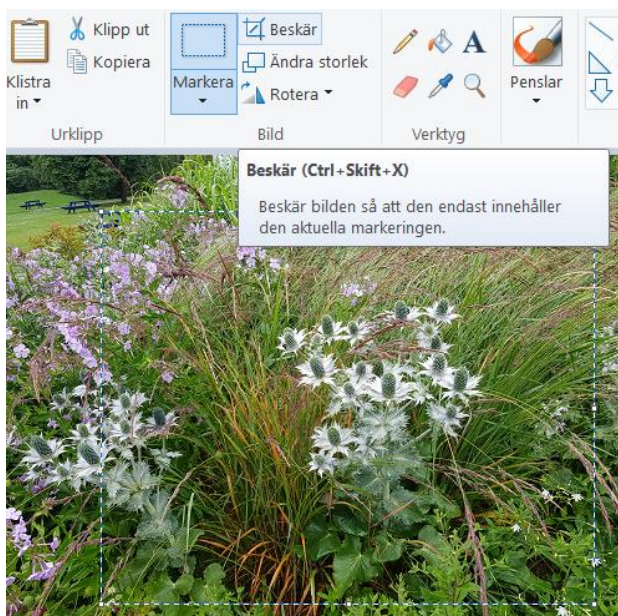 Klistra
in
Klipp ut
Kopiera
Urklipp
Markera
Beskär
Ändra storlek
Rotera
Bild
A
Verktyg
Penslar
Beskär (Ctrl+Skift+X)
Beskär bilden så att den endast innehåller
den aktuella markeringen.